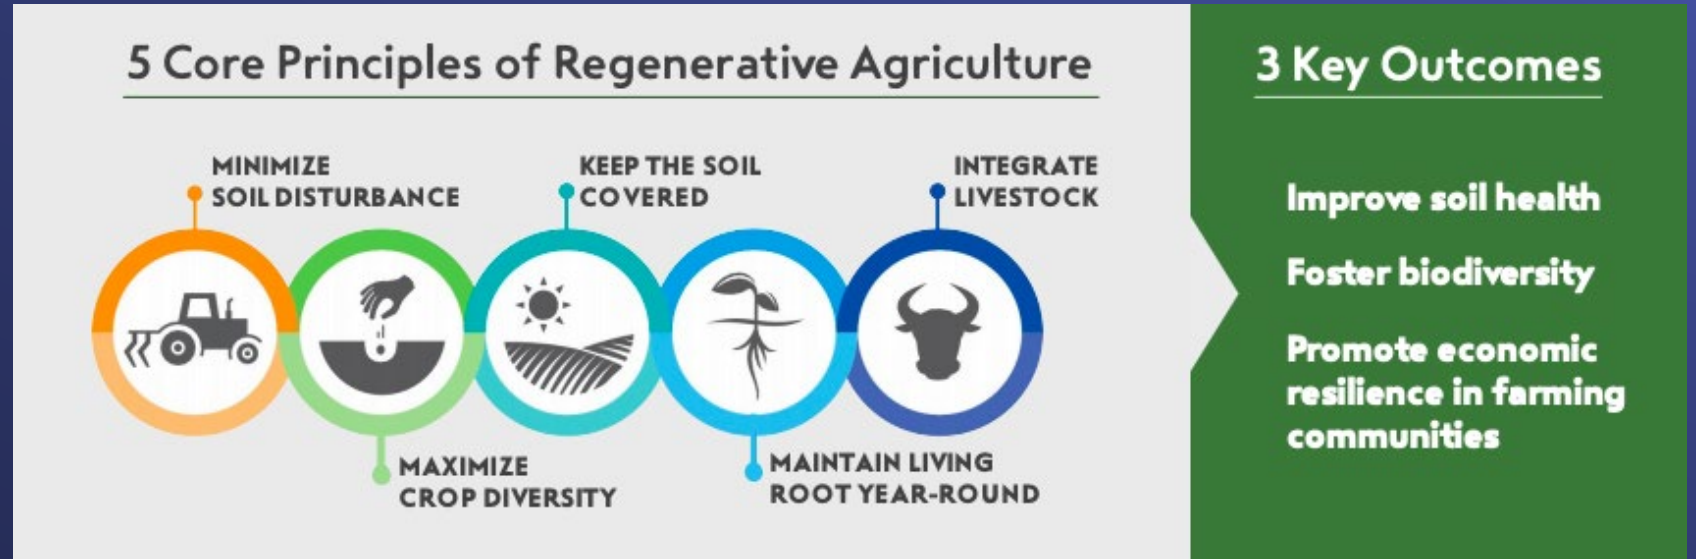 5 Core Principles of Regenerative Agriculture
MINIMIZE
SOIL DISTURBANCE
MAXIMIZE
CROP DIVERSITY
KEEP THE SOIL
COVERED
MAINTAIN LIVING
ROOT YEAR-ROUND
INTEGRATE
LIVESTOCK
3 Key Outcomes
Improve soil health
Foster biodiversity
Promote economic
resilience in farming
communities